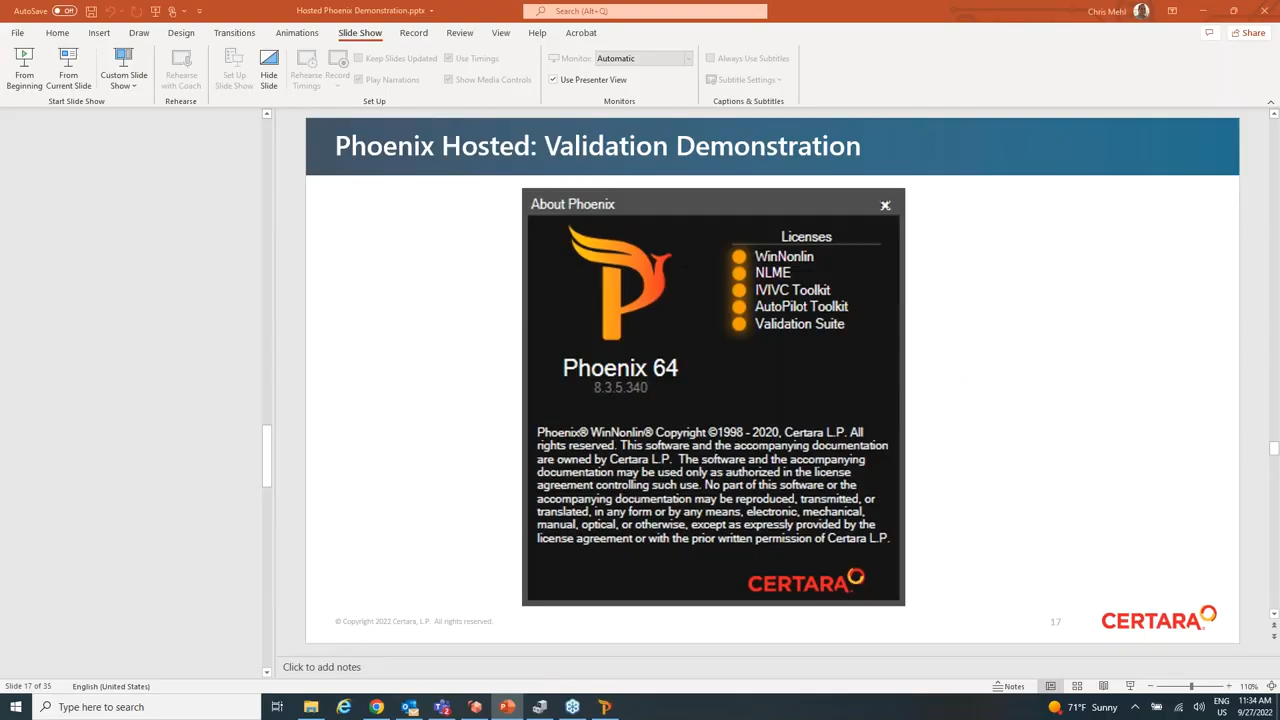 AutoSave Off
Hosted Phoenix Demonstration.pptx
Search (Alt+Q)
Chris Mehl
File Home Insert Draw Design Transitions Animations Slide Show Record Review View Help Acrobat
Share
From Beginning
From Current Slide
Custom Slide Show
Start Slide Show
Rehearse with Coach
Rehearse
Set Up Slide Show
Hide Slide
Rehearse Timings
Record
Keep Slides Updated
Use Timings
Play Narrations
Show Media Controls
Set Up
Monitor: Automatic
Use Presenter View
Monitors
Always Use Subtitles
Subtitle Settings
Captions & Subtitles
Phoenix Hosted: Validation Demonstration
About Phoenix
Licenses
WinNonlin
NLME
IVIVC Toolkit
AutoPilot Toolkit
Validation Suite
Phoenix 64
8.3.5.340
Phoenix® WinNonlin® Copyright ©1998 - 2020, Certara L.P. All
rights reserved. This software and the accompanying documentation
are owned by Certara L.P. The software and the accompanying
documentation may be used only as authorized in the license
agreement controlling such use. No part of this software or the
accompanying documentation may be reproduced, transmitted, or
translated, in any form or by any means, electronic, mechanical,
manual, optical, or otherwise, except as expressly provided by the
license agreement or with the prior written permission of Certara L.P.
CERTARA
© Copyright 2022 Certara, L.P. All rights reserved.
17
CERTARA
Click to add notes
Slide 17 of 35 English (United States)
Notes
110%
Type here to search
71°F Sunny
ENG
US
11:34 AM
9/27/2022